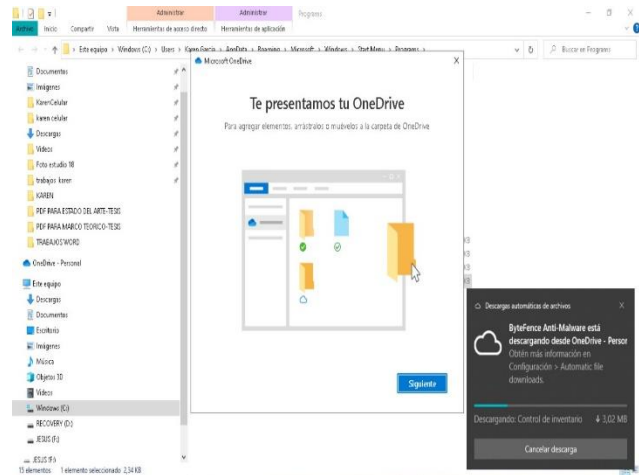 Administrar
Administrar
Programs
Archivo
Inicio
Compartir
Vista
Herramientas de acceso directo
Herramientas de aplicación
Este equipo > Windows (C:) > Users > Karen Garcia > AppData > Roaming > Microsoft > Windows > Start Menu > Programs >
Buscar en Programs
Documentos
Imágenes
KarenCelular
karen celular
Descargas
Videos
Foto estudio 18
trabajos karen
KAREN
PDF PARA ESTADO DEL ARTE-TESIS
PDF PARA MARCO TEORICO-TESIS
TRABAJOS WORD
OneDrive - Personal
Este equipo
Descargas
Documentos
Escritorio
Imágenes
Música
Objetos 3D
Videos
Windows (C:)
RECOVERY (D:)
JESUS (F:)
JESUS (F:)
13 elementos
1 elemento seleccionado 2,34 KB
Microsoft OneDrive
Te presentamos tu OneDrive
Para agregar elementos, arrástralos o muévelos a la carpeta de OneDrive
Siguiente
KB
KB
KB
KB
Descargas automáticas de archivos
ByteFence Anti-Malware está
descargando desde OneDrive - Person
Obtén más información en
Configuración > Automatic file
downloads.
Descargando: Control de inventario
3,02 MB
Cancelar descarga